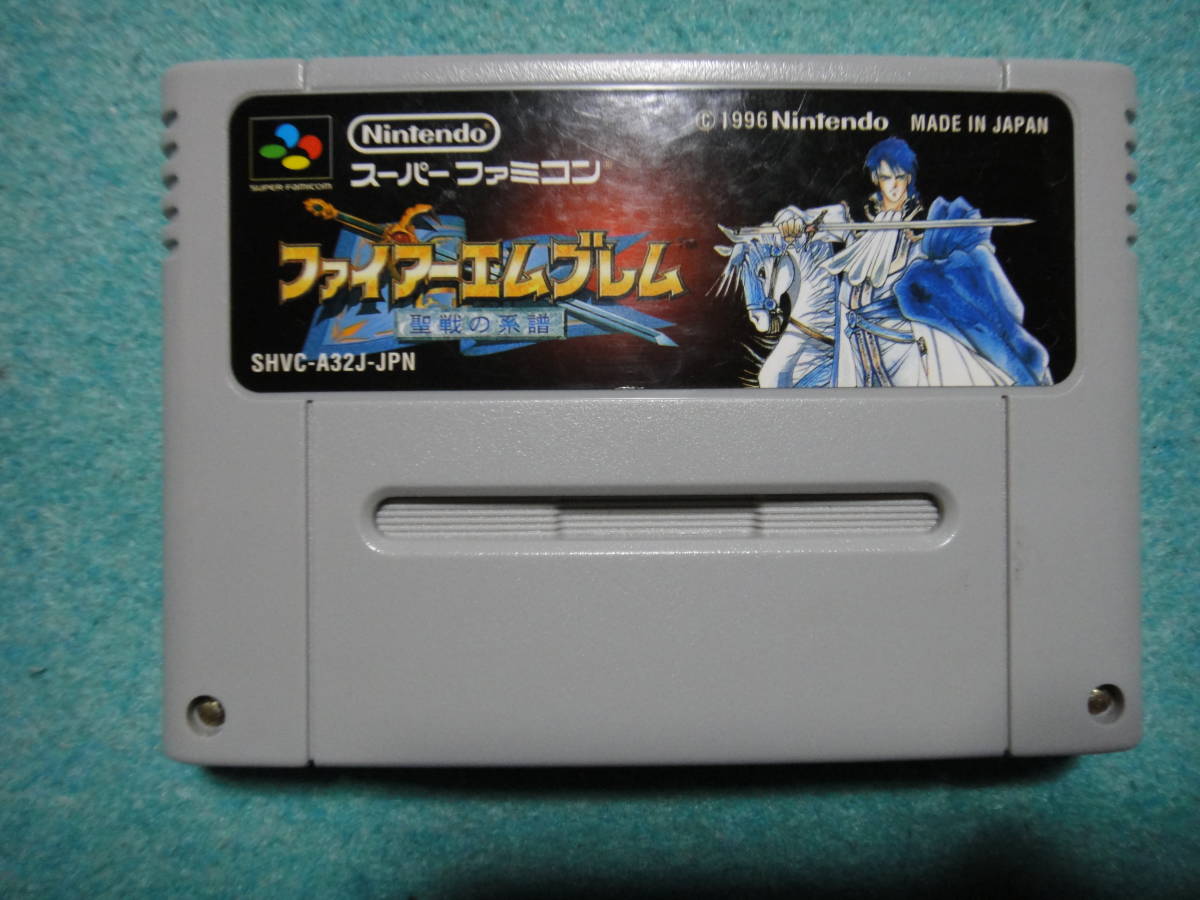 Nintendo
スーパーファミコン
© 1996 Nintendo MADE IN JAPAN
SUPER FAMICOM
ファイアーエムブレム
聖戦の系譜
SHVC-A32J-JPN